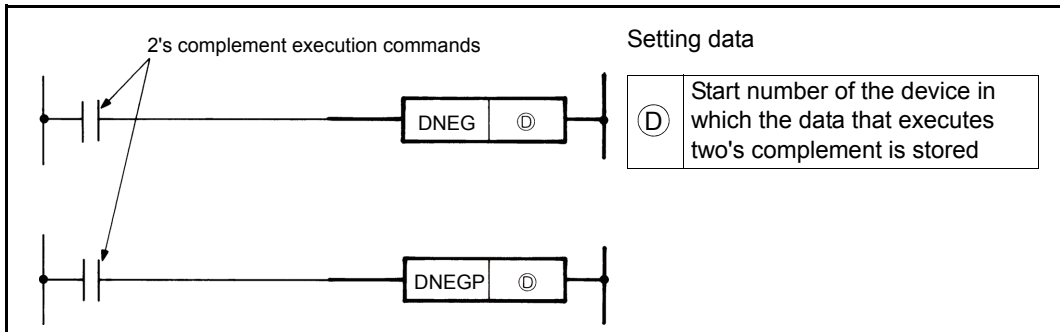 2's complement execution commands
DNEG Ⓓ
DNEGP Ⓓ
Setting data
Ⓓ Start number of the device in
which the data that executes
two's complement is stored